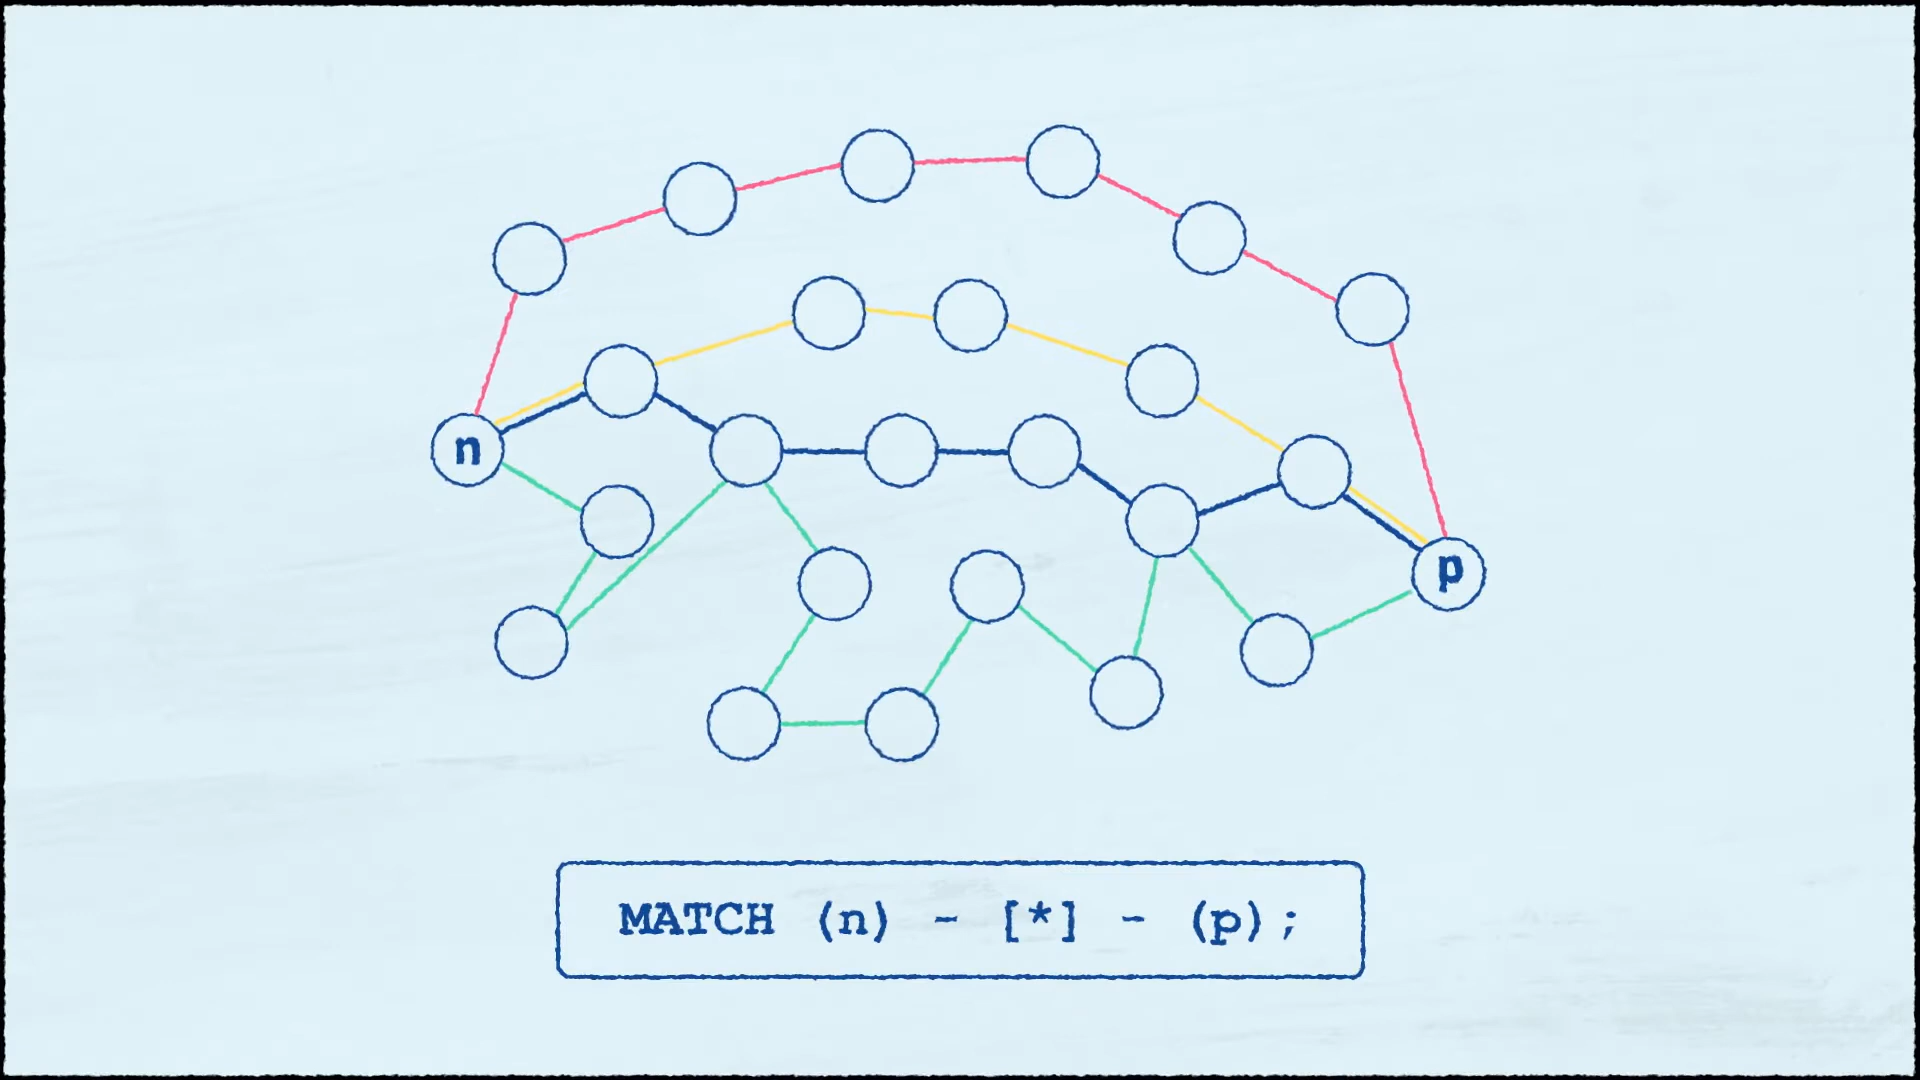 n
p
MATCH (n) - [*] - (p);